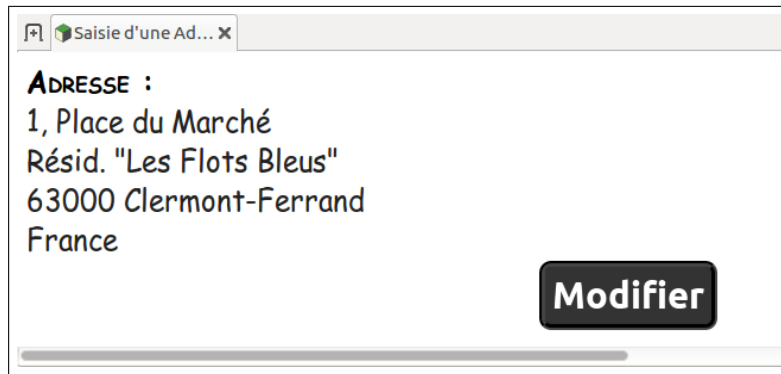 Saisie d'une Ad...
ADRESSE :
1, Place du Marché
Résid. "Les Flots Bleus"
63000 Clermont-Ferrand
France
Modifier